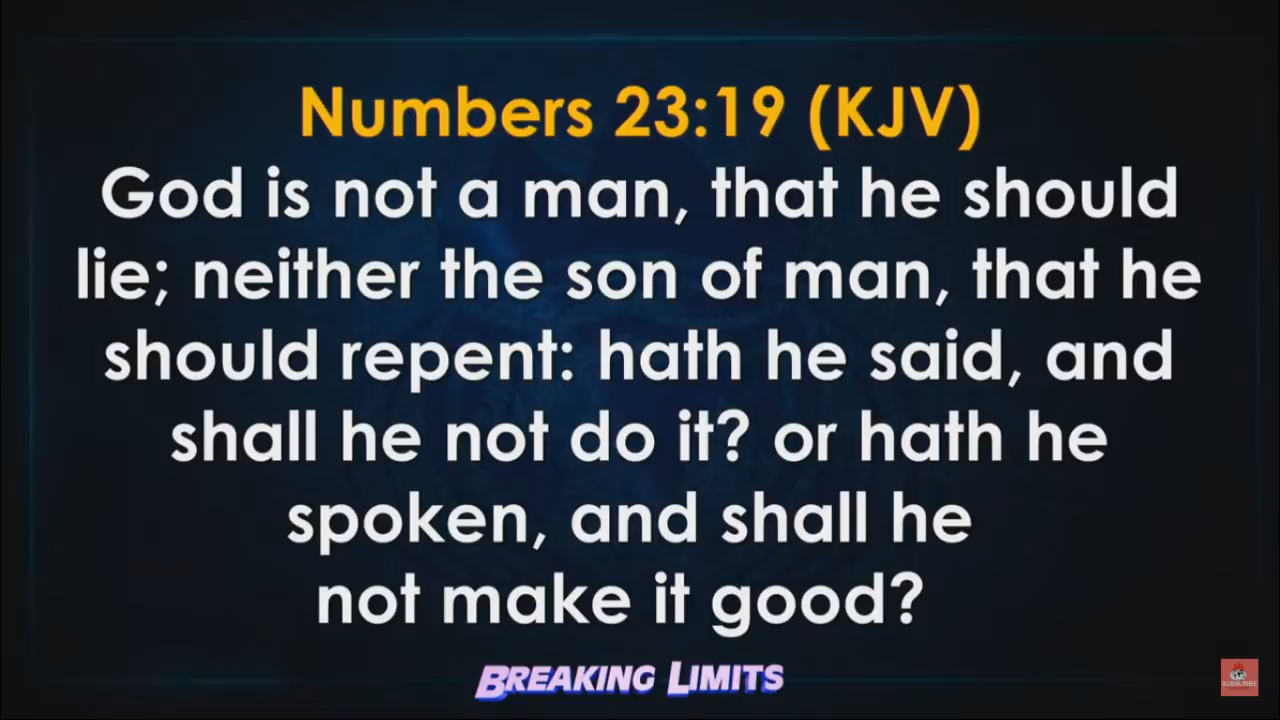 Numbers 23:19 (KJV)
God is not a man, that he should
lie; neither the son of man, that he
should repent: hath he said, and
shall he not do it? or hath he
spoken, and shall he
not make it good?
BREAKING LIMITS
SUBSCRIBE